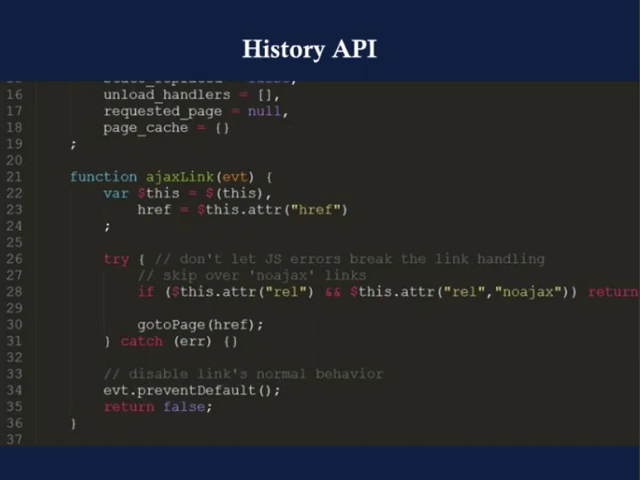 History API
16 unload_handlers = [],
17 requested_page = null,
18 page_cache = {}
19 ;
20
21 function ajaxLink(evt) {
22 var $this = $(this),
23 href = $this.attr("href")
24 ;
25
26 try { // don't let JS errors break the link handling
27 // skip over 'noajax' links
28 if ($this.attr("rel") && $this.attr("rel","noajax")) return
29
30 gotoPage(href);
31 } catch (err) {}
32
33 // disable link's normal behavior
34 evt.preventDefault();
35 return false;
36 }
37